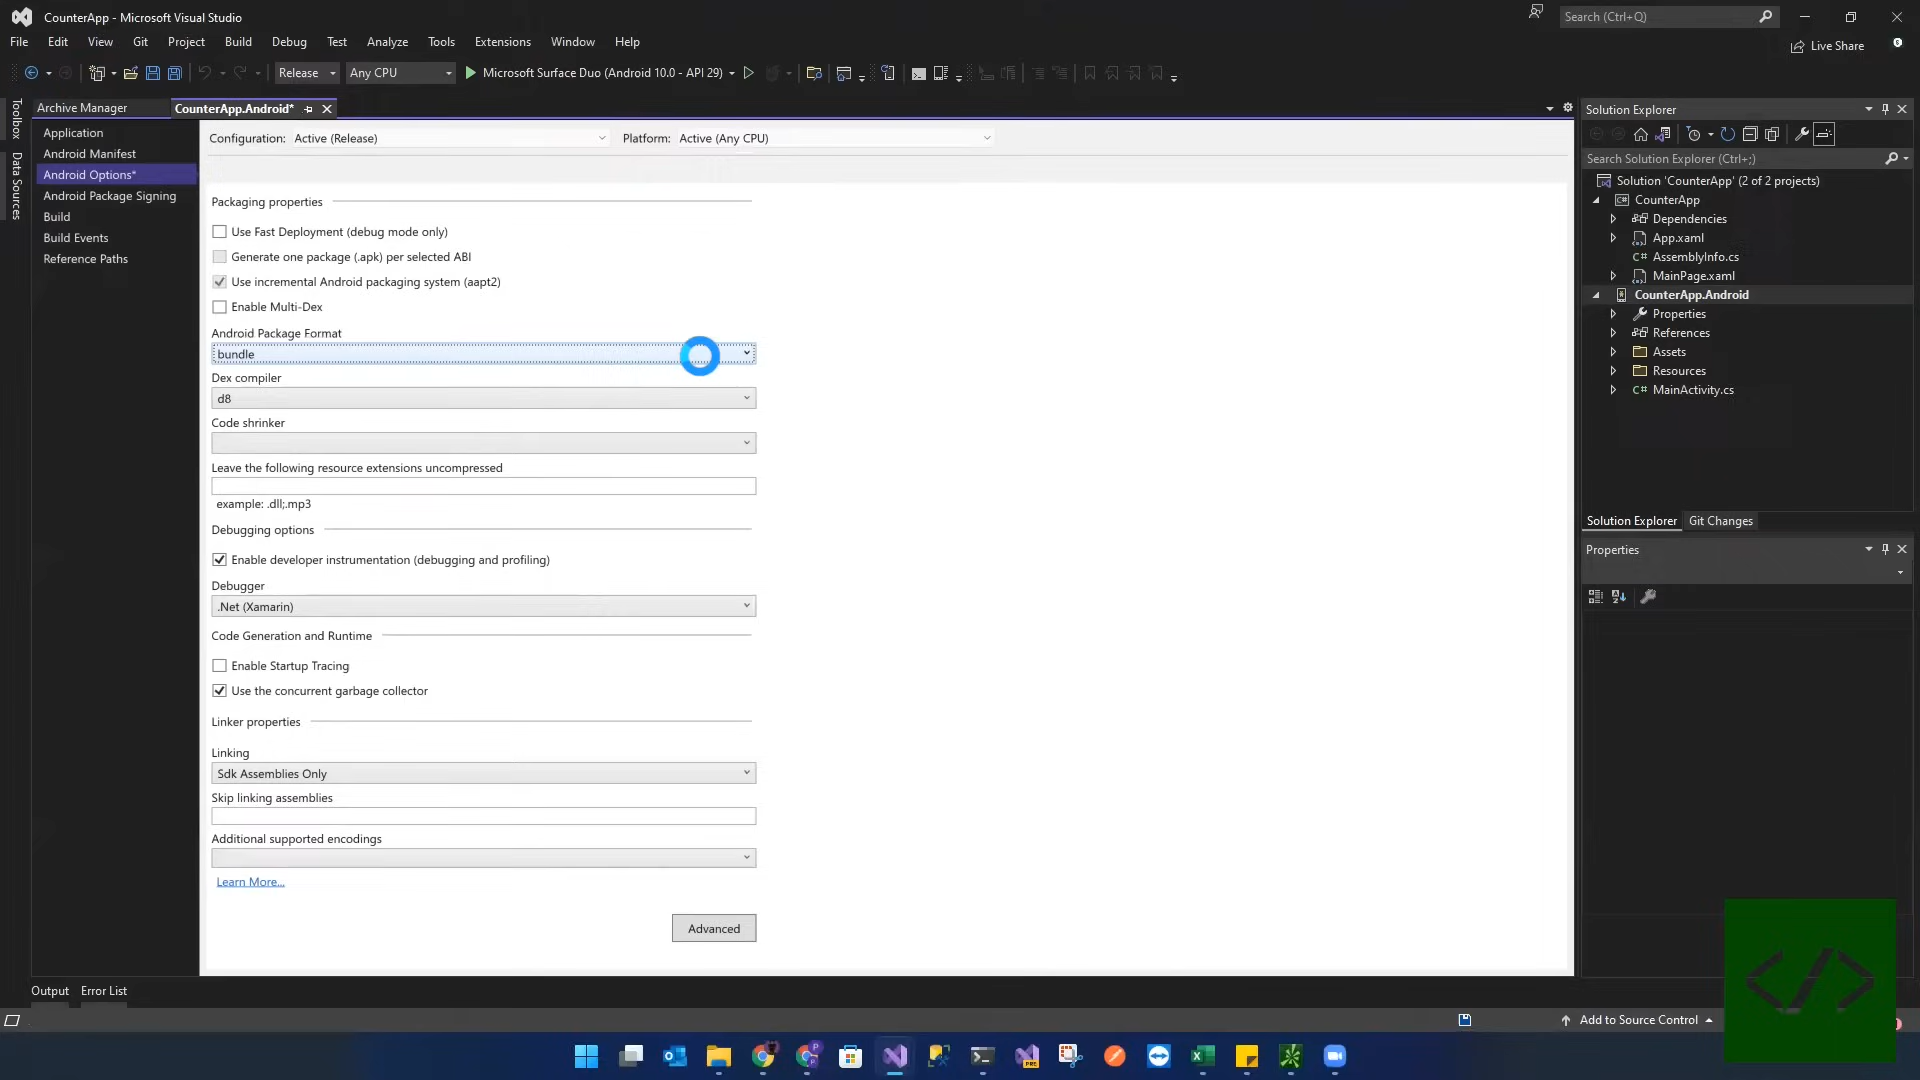 CounterApp - Microsoft Visual Studio
Search (Ctrl+Q)
File Edit View Git Project Build Debug Test Analyze Tools Extensions Window Help
Live Share
Release Any CPU Microsoft Surface Duo (Android 10.0 - API 29)
Toolbox
Data Sources
Archive Manager CounterApp.Android*
Application
Android Manifest
Android Options*
Android Package Signing
Build
Build Events
Reference Paths
Configuration: Active (Release) Platform: Active (Any CPU)
Packaging properties
Use Fast Deployment (debug mode only)
Generate one package (.apk) per selected ABI
Use incremental Android packaging system (aapt2)
Enable Multi-Dex
Android Package Format
bundle
Dex compiler
d8
Code shrinker
Leave the following resource extensions uncompressed
example: .dll;.mp3
Debugging options
Enable developer instrumentation (debugging and profiling)
Debugger
.Net (Xamarin)
Code Generation and Runtime
Enable Startup Tracing
Use the concurrent garbage collector
Linker properties
Linking
Sdk Assemblies Only
Skip linking assemblies
Additional supported encodings
Learn More...
Advanced
Solution Explorer
Search Solution Explorer (Ctrl+;)
Solution 'CounterApp' (2 of 2 projects)
C# CounterApp
Dependencies
App.xaml
C# AssemblyInfo.cs
MainPage.xaml
CounterApp.Android
Properties
References
Assets
Resources
C# MainActivity.cs
Solution Explorer Git Changes
Properties
</>
Output Error List
Add to Source Control
P
PRE